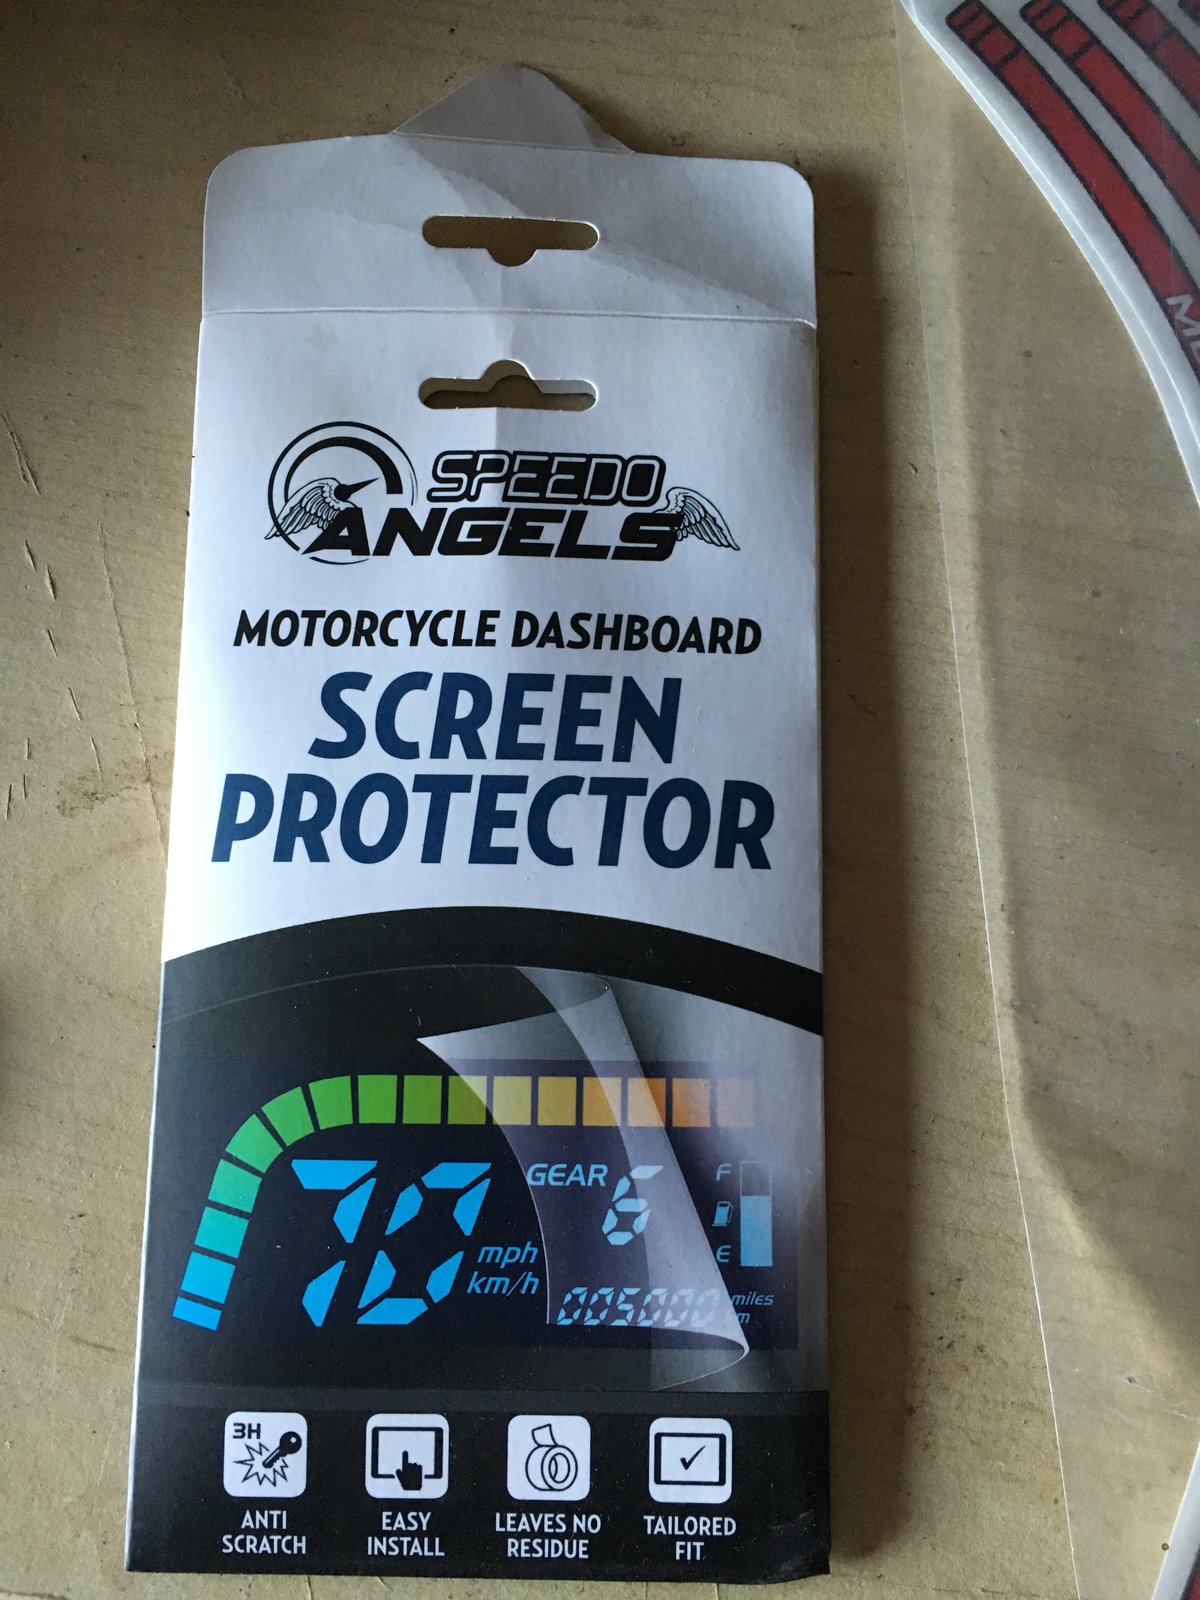 SPEEDO
ANGELS
MOTORCYCLE DASHBOARD
SCREEN
PROTECTOR
GEAR 6
F
70
mph
km/h
E
005000
miles
km
3H
ANTI
SCRATCH
EASY
INSTALL
LEAVES NO
RESIDUE
TAILORED
FIT